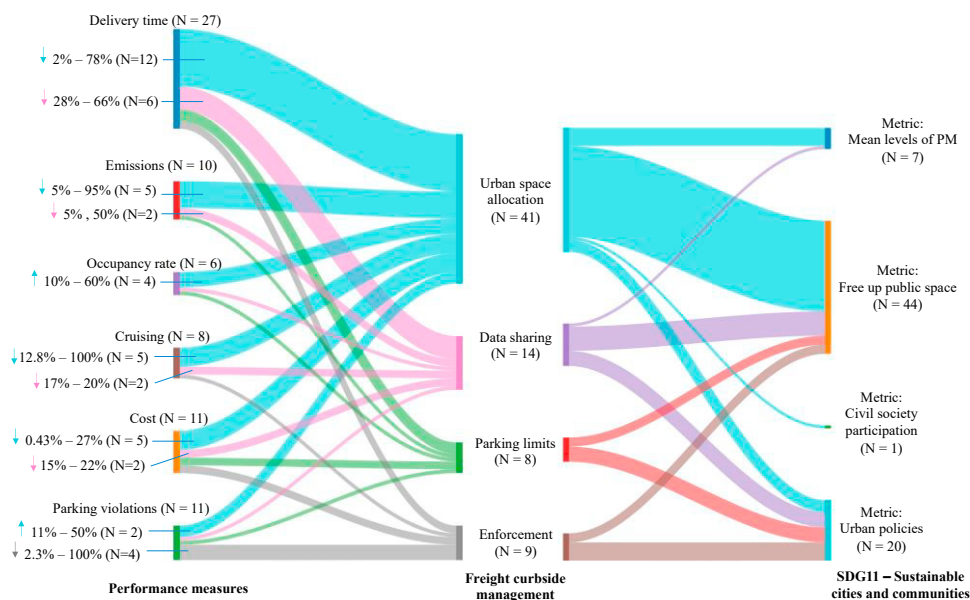 Delivery time (N = 27)
2% – 78% (N=12)
28% – 66% (N=6)
Emissions (N = 10)
5% – 95% (N = 5)
5% , 50% (N=2)
Occupancy rate (N = 6)
10% – 60% (N = 4)
Cruising (N = 8)
12.8% – 100% (N = 5)
17% – 20% (N=2)
Cost (N = 11)
0.43% – 27% (N = 5)
15% – 22% (N=2)
Parking violations (N = 11)
11% – 50% (N = 2)
2.3% – 100% (N=4)
Performance measures
Urban space
allocation
(N = 41)
Data sharing
(N = 14)
Parking limits
(N = 8)
Enforcement
(N = 9)
Freight curbside
management
Metric:
Mean levels of PM
(N = 7)
Metric:
Free up public space
(N = 44)
Metric:
Civil society
participation
(N = 1)
Metric:
Urban policies
(N = 20)
SDG11 – Sustainable
cities and communities